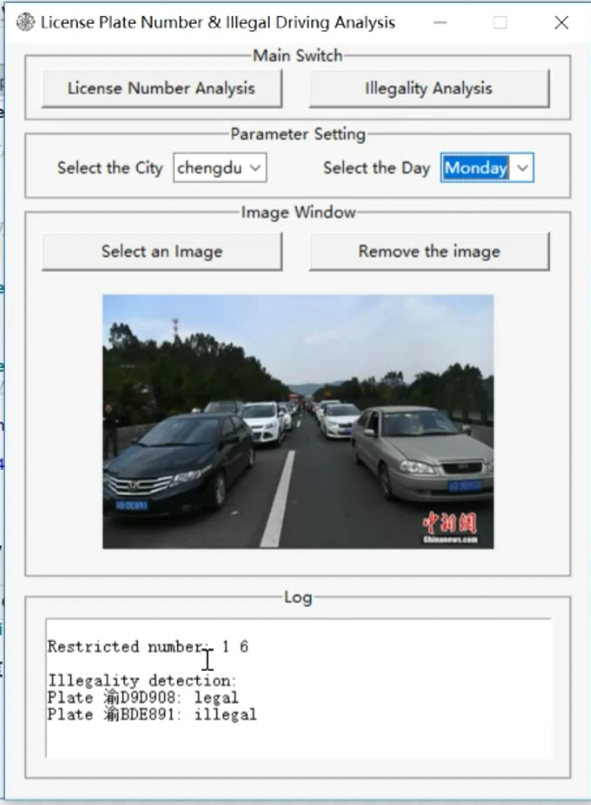 License Plate Number & Illegal Driving Analysis
Main Switch
License Number Analysis
Illegality Analysis
Parameter Setting
Select the City
chengdu
Select the Day
Monday
Image Window
Select an Image
Remove the image
中新網
Chinanews.com
Log
Restricted number: 1 6
Illegality detection:
Plate 渝D9D908: legal
Plate 渝BDE891: illegal